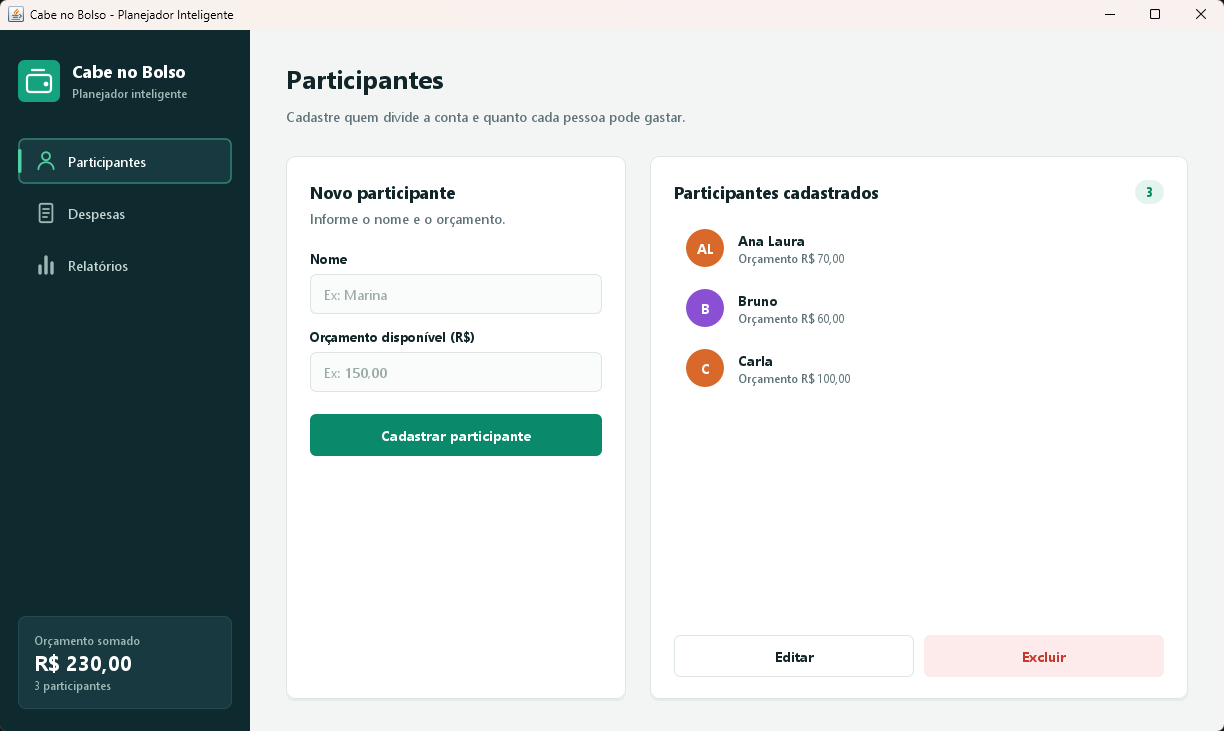 Cabe no Bolso - Planejador Inteligente
Cabe no Bolso
Planejador inteligente
Participantes
Despesas
Relatórios
Orçamento somado
R$ 230,00
3 participantes
Participantes
Cadastre quem divide a conta e quanto cada pessoa pode gastar.
Novo participante
Informe o nome e o orçamento.
Nome
Ex: Marina
Orçamento disponível (R$)
Ex: 150,00
Cadastrar participante
Participantes cadastrados
3
AL
Ana Laura
Orçamento R$ 70,00
B
Bruno
Orçamento R$ 60,00
C
Carla
Orçamento R$ 100,00
Editar
Excluir